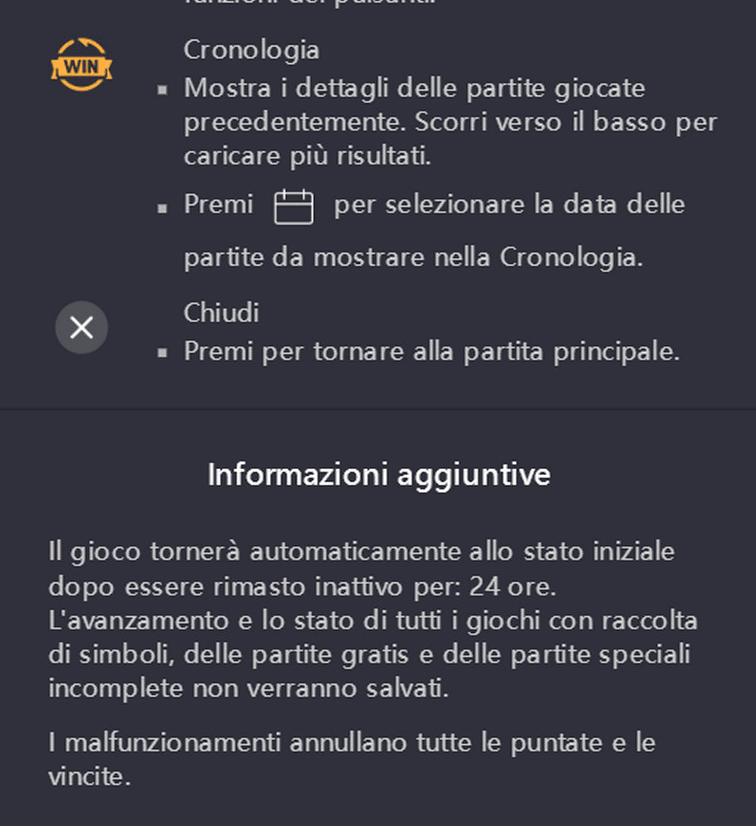 funzioni dei pulsanti.
Cronologia
WIN
Mostra i dettagli delle partite giocate
precedentemente. Scorri verso il basso per
caricare più risultati.
Premi per selezionare la data delle
partite da mostrare nella Cronologia.
Chiudi
Premi per tornare alla partita principale.
Informazioni aggiuntive
Il gioco tornerà automaticamente allo stato iniziale
dopo essere rimasto inattivo per: 24 ore.
L'avanzamento e lo stato di tutti i giochi con raccolta
di simboli, delle partite gratis e delle partite speciali
incomplete non verranno salvati.
I malfunzionamenti annullano tutte le puntate e le
vincite.